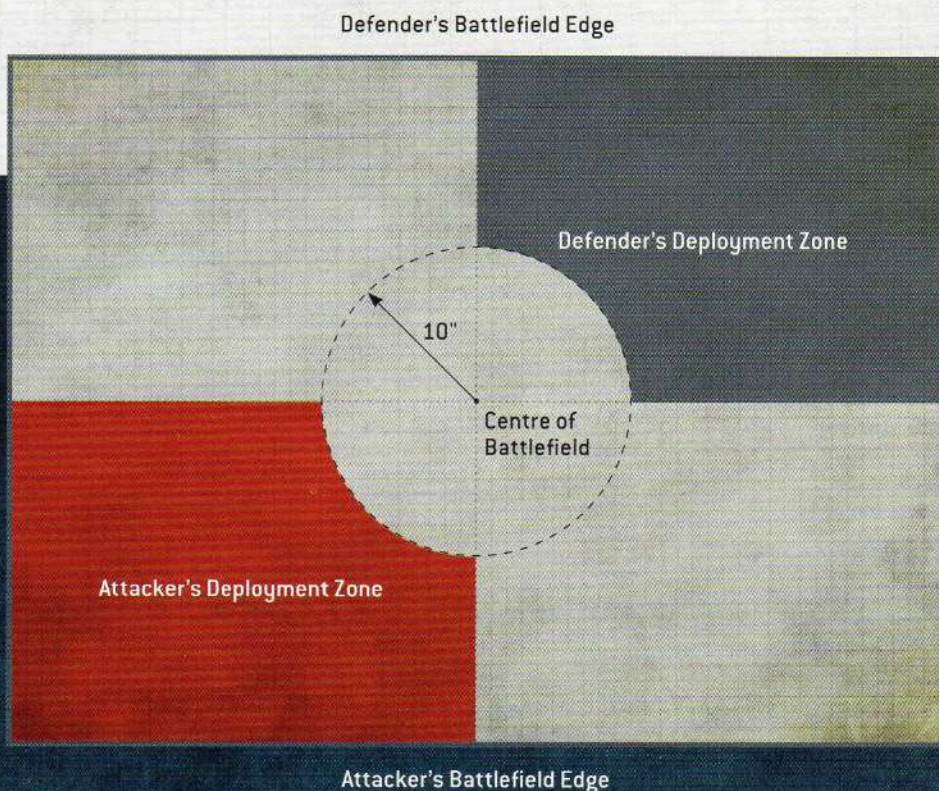 Defender's Battlefield Edge
Defender's Deployment Zone
10"
Centre of
Battlefield
Attacker's Deployment Zone
Attacker's Battlefield Edge